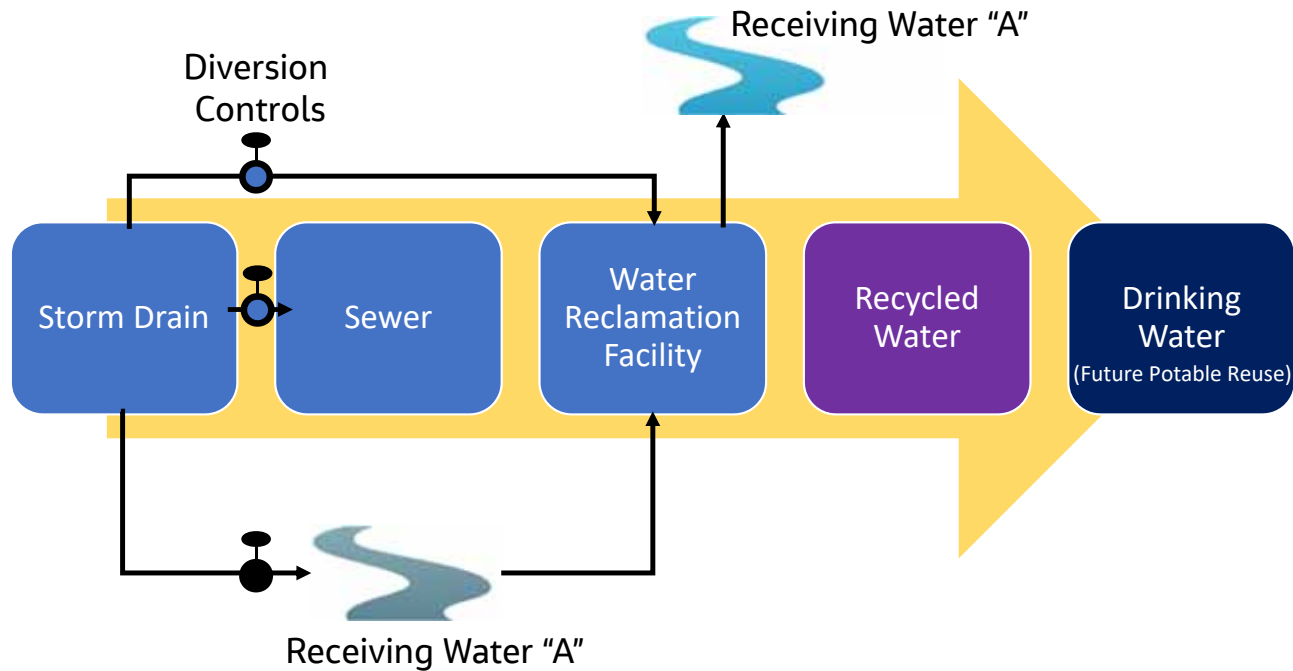 Receiving Water “A”
Diversion
Controls
Storm Drain
Sewer
Water
Reclamation
Facility
Recycled
Water
Drinking
Water
(Future Potable Reuse)
Receiving Water “A”